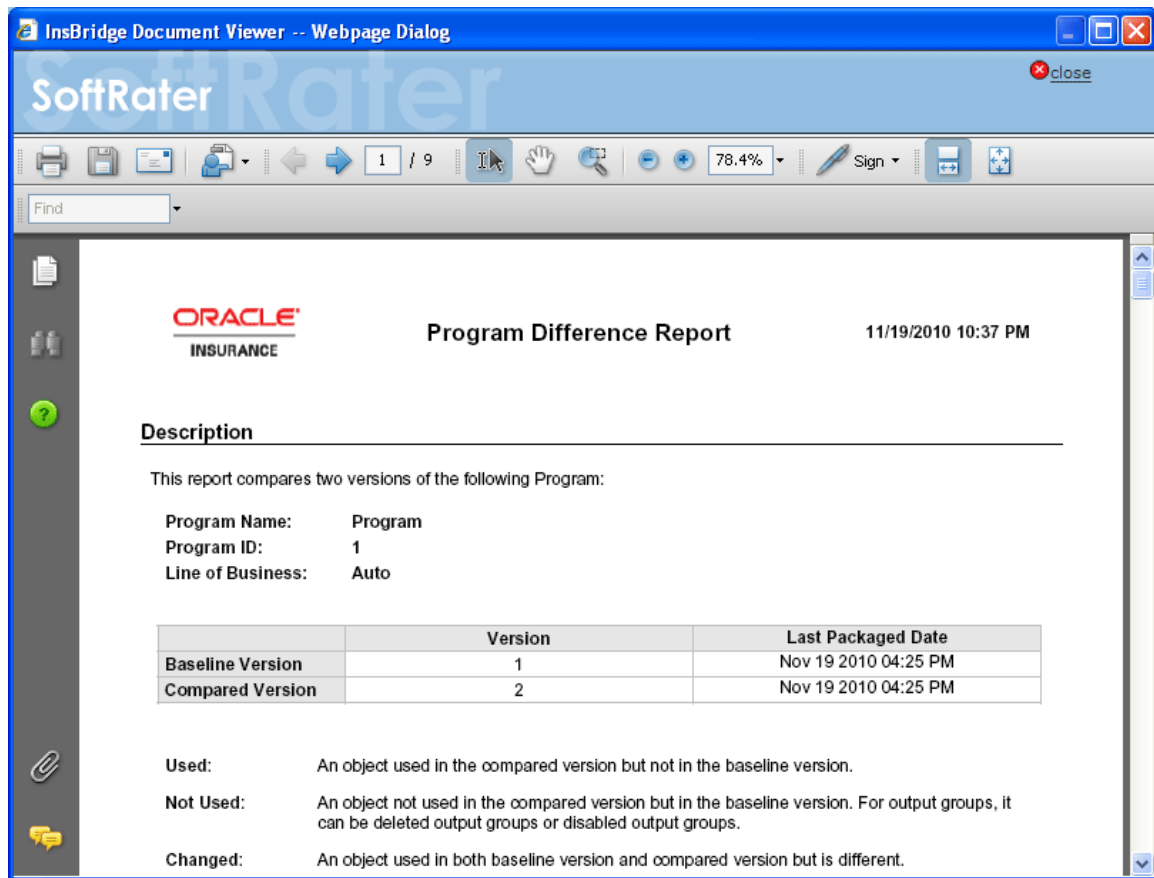 InsBridge Document Viewer -- Webpage Dialog
SoftRater
SoftRater
close
1 / 9 78.4% Sign
Find
ORACLE
INSURANCE
Program Difference Report
11/19/2010 10:37 PM
Description
This report compares two versions of the following Program:
Program Name: Program
Program ID: 1
Line of Business: Auto
Version Last Packaged Date
Baseline Version 1 Nov 19 2010 04:25 PM
Compared Version 2 Nov 19 2010 04:25 PM
Used: An object used in the compared version but not in the baseline version.
Not Used: An object not used in the compared version but in the baseline version. For output groups, it
can be deleted output groups or disabled output groups.
Changed: An object used in both baseline version and compared version but is different.